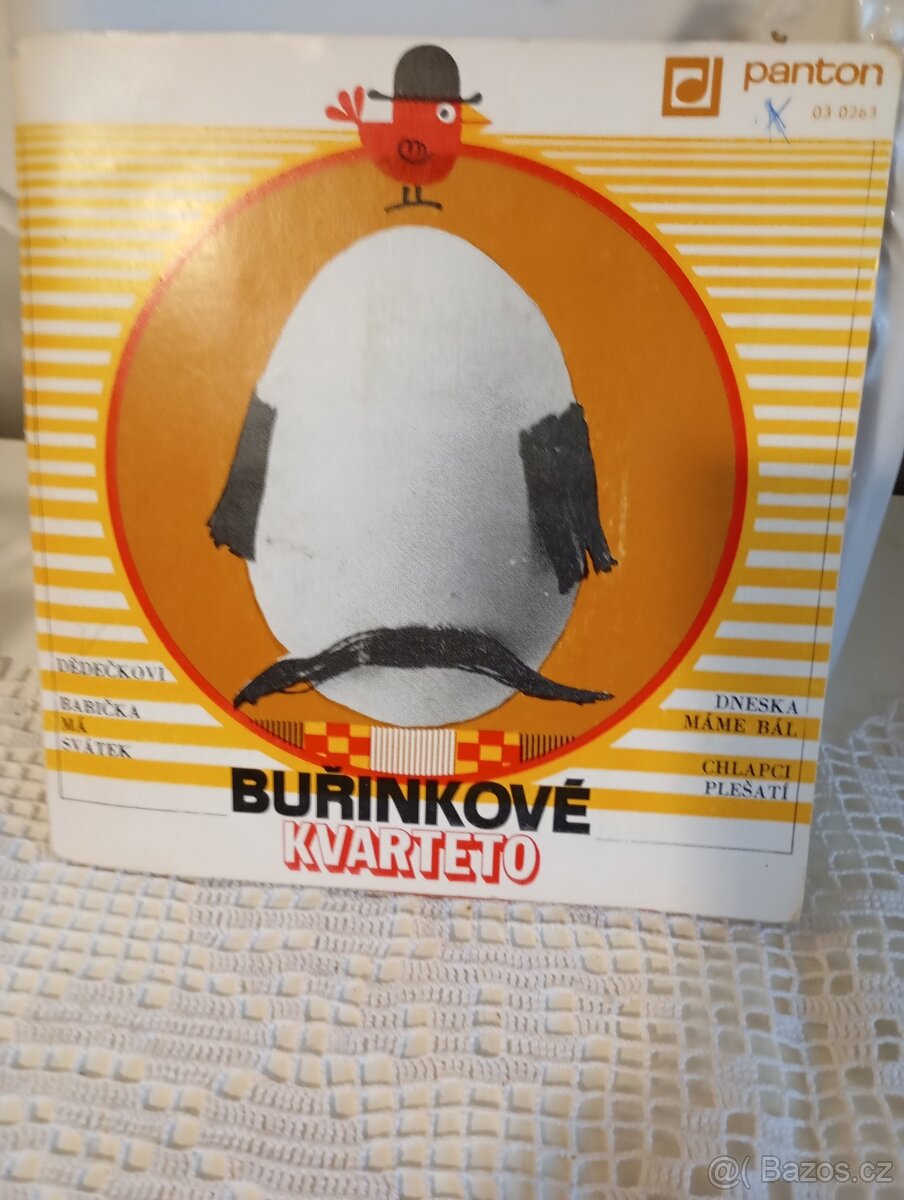 panton
03 0263
DĚDEČKOVI
BABIČKA
MÁ
SVÁTEK
DNESKA
MÁME BÁL
CHLAPCI
PLEŠATÍ
BUŘINKOVÉ
KVARTETO
@( Bazos.cz